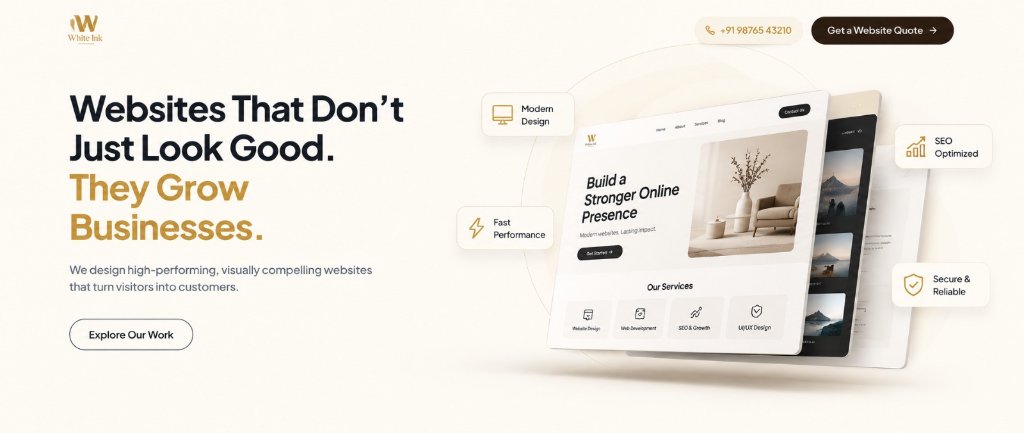 White Ink
+91 98765 43210
Get a Website Quote →
Websites That Don’t
Just Look Good.
They Grow
Businesses.
We design high-performing, visually compelling websites
that turn visitors into customers.
Explore Our Work
Modern
Design
Fast
Performance
SEO
Optimized
Secure &
Reliable
Home About Services Blog
Contact Us
Build a
Stronger Online
Presence
Modern websites. Lasting impact.
Get Started →
Our Services
Website Design
Web Development
SEO & Growth
UI/UX Design